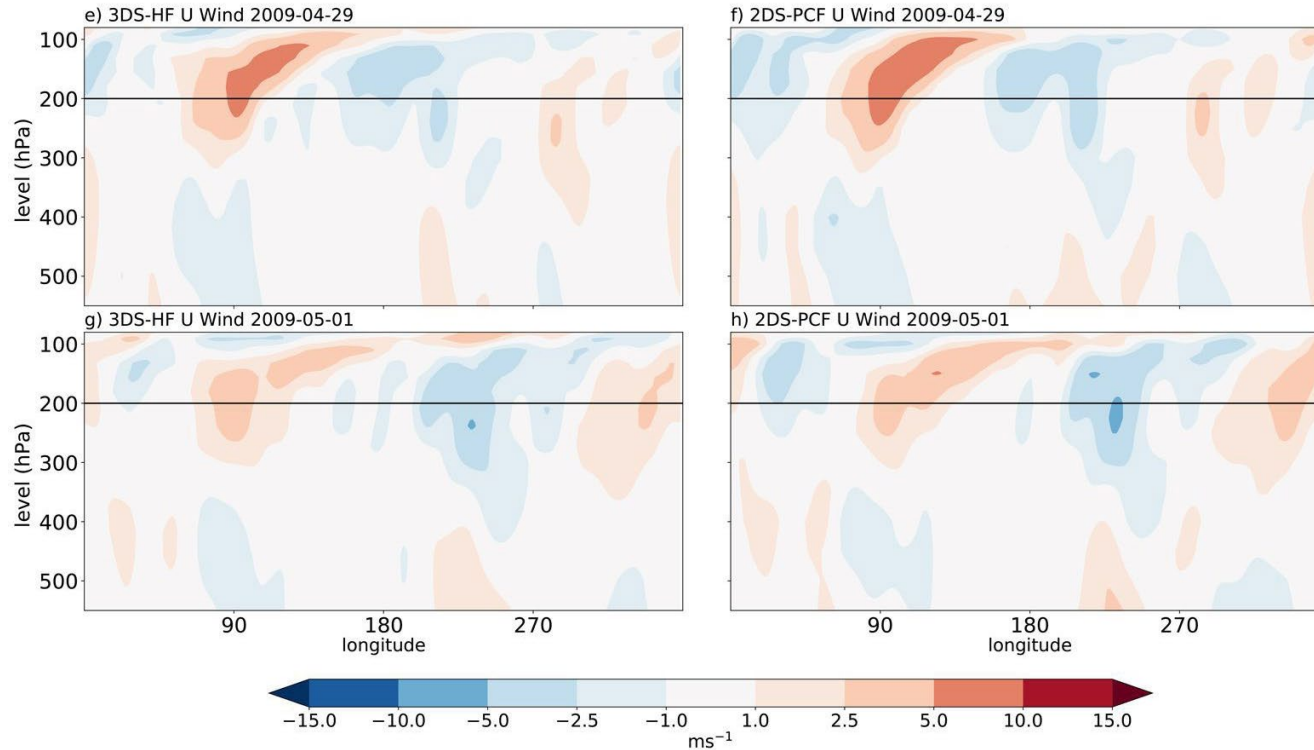 e) 3DS-HF U Wind 2009-04-29
f) 2DS-PCF U Wind 2009-04-29
100
200
300
400
500
level (hPa)
g) 3DS-HF U Wind 2009-05-01
h) 2DS-PCF U Wind 2009-05-01
100
200
300
400
500
level (hPa)
90 180 270
longitude
90 180 270
longitude
−15.0 −10.0 −5.0 −2.5 −1.0 1.0 2.5 5.0 10.0 15.0
ms⁻¹